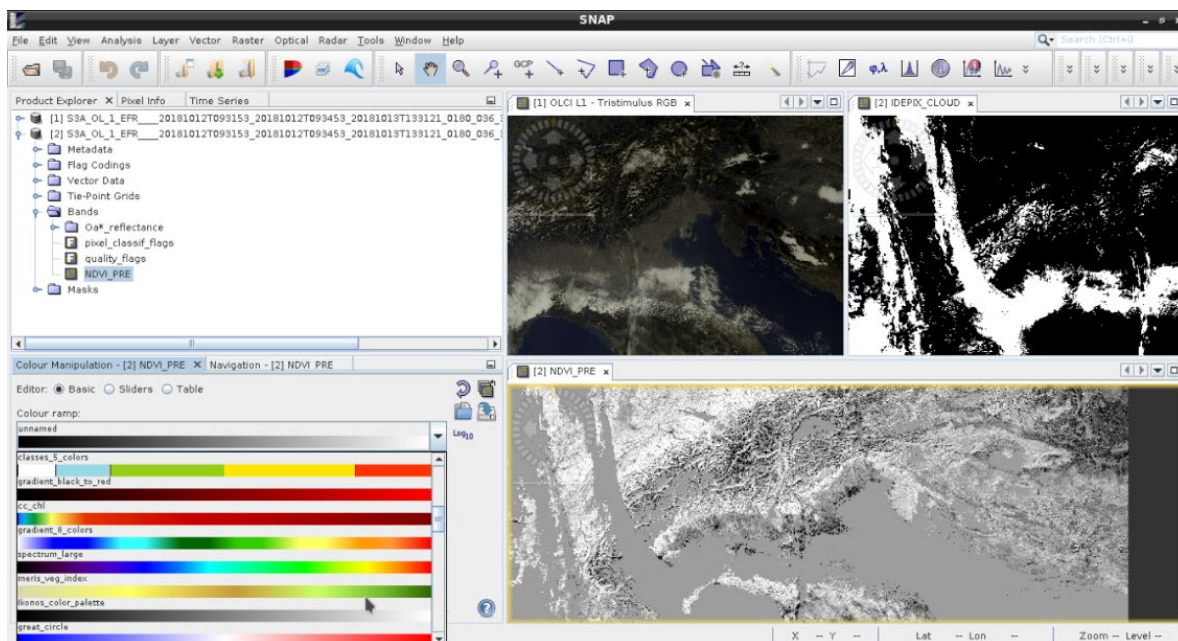 SNAP
File Edit View Analysis Layer Vector Raster Optical Radar Tools Window Help
Search (Ctrl+I)
GCP
φ,λ
Product Explorer Pixel Info Time Series
[1] S3A_OL_1_EFR____20181012T093153_20181012T093453_20181013T133121_0180_036_
[2] S3A_OL_1_EFR____20181012T093153_20181012T093453_20181013T133121_0180_036_
Metadata
Flag Codings
Vector Data
Tie-Point Grids
Bands
Oa*_reflectance
pixel_classif_flags
quality_flags
NDVI_PRE
Masks
[1] OLCI L1 - Tristimulus RGB
[2] IDEPIX_CLOUD
Colour Manipulation - [2] NDVI_PRE Navigation - [2] NDVI PRE
Editor: Basic Sliders Table
Colour ramp:
unnamed
Log10
classes_5_colors
gradient_black_to_red
cc_chl
gradient_8_colors
spectrum_large
meris_veg_index
Ikonos_color_palette
great_circle
[2] NDVI_PRE
X -- Y -- Lat -- Lon -- Zoom -- Level --